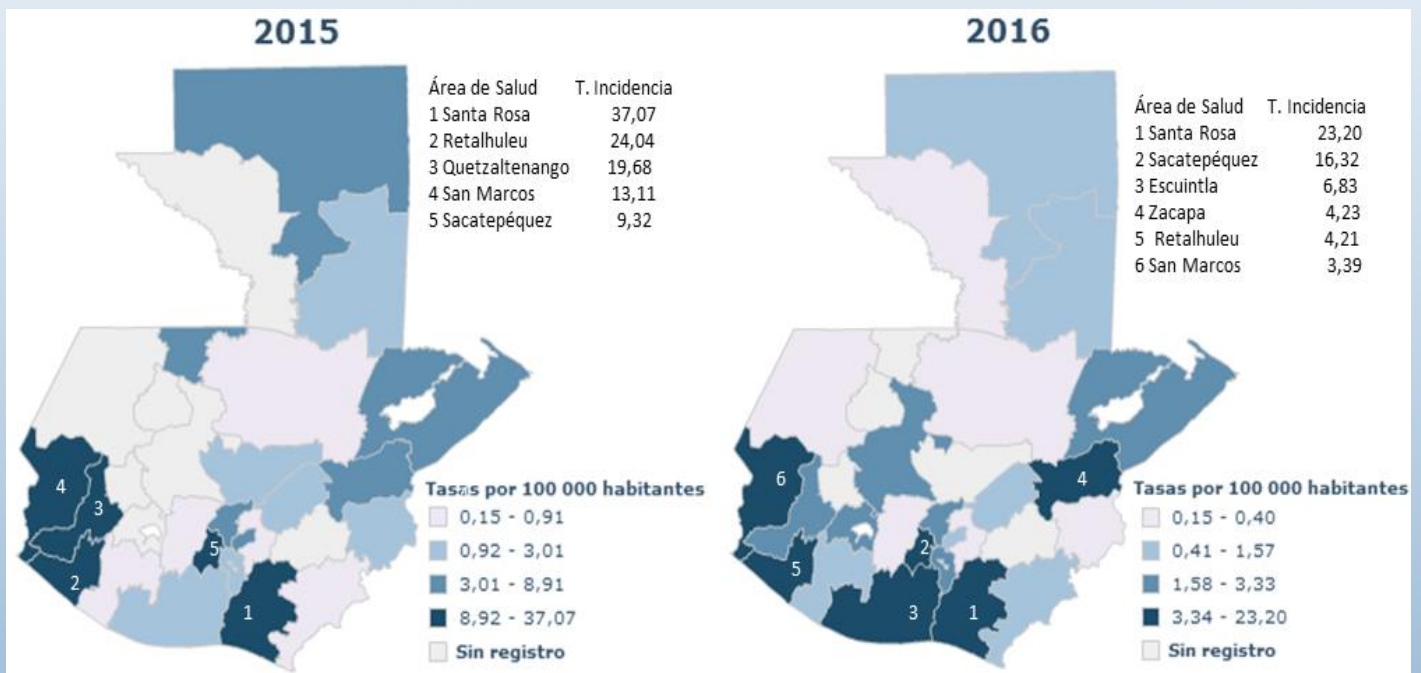 2015
Área de Salud T. Incidencia
1 Santa Rosa 37,07
2 Retalhuleu 24,04
3 Quetzaltenango 19,68
4 San Marcos 13,11
5 Sacatepéquez 9,32
4
3
2
5
1
Tasas por 100 000 habitantes
0,15 - 0,91
0,92 - 3,01
3,01 - 8,91
8,92 - 37,07
Sin registro
2016
Área de Salud T. Incidencia
1 Santa Rosa 23,20
2 Sacatepéquez 16,32
3 Escuintla 6,83
4 Zacapa 4,23
5 Retalhuleu 4,21
6 San Marcos 3,39
6
4
2
5
3
1
Tasas por 100 000 habitantes
0,15 - 0,40
0,41 - 1,57
1,58 - 3,33
3,34 - 23,20
Sin registro